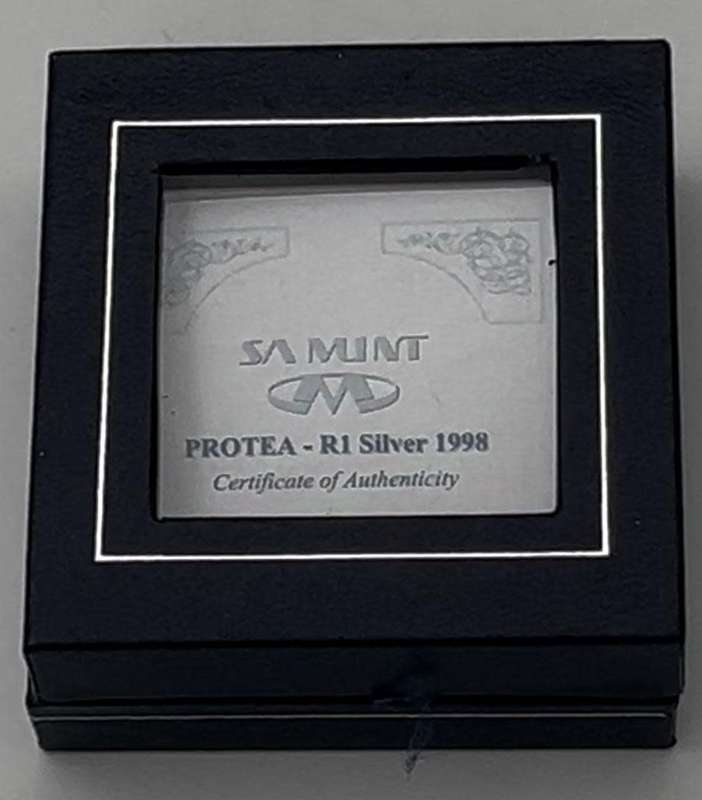 SA MINT
PROTEA - R1 Silver 1998
Certificate of Authenticity